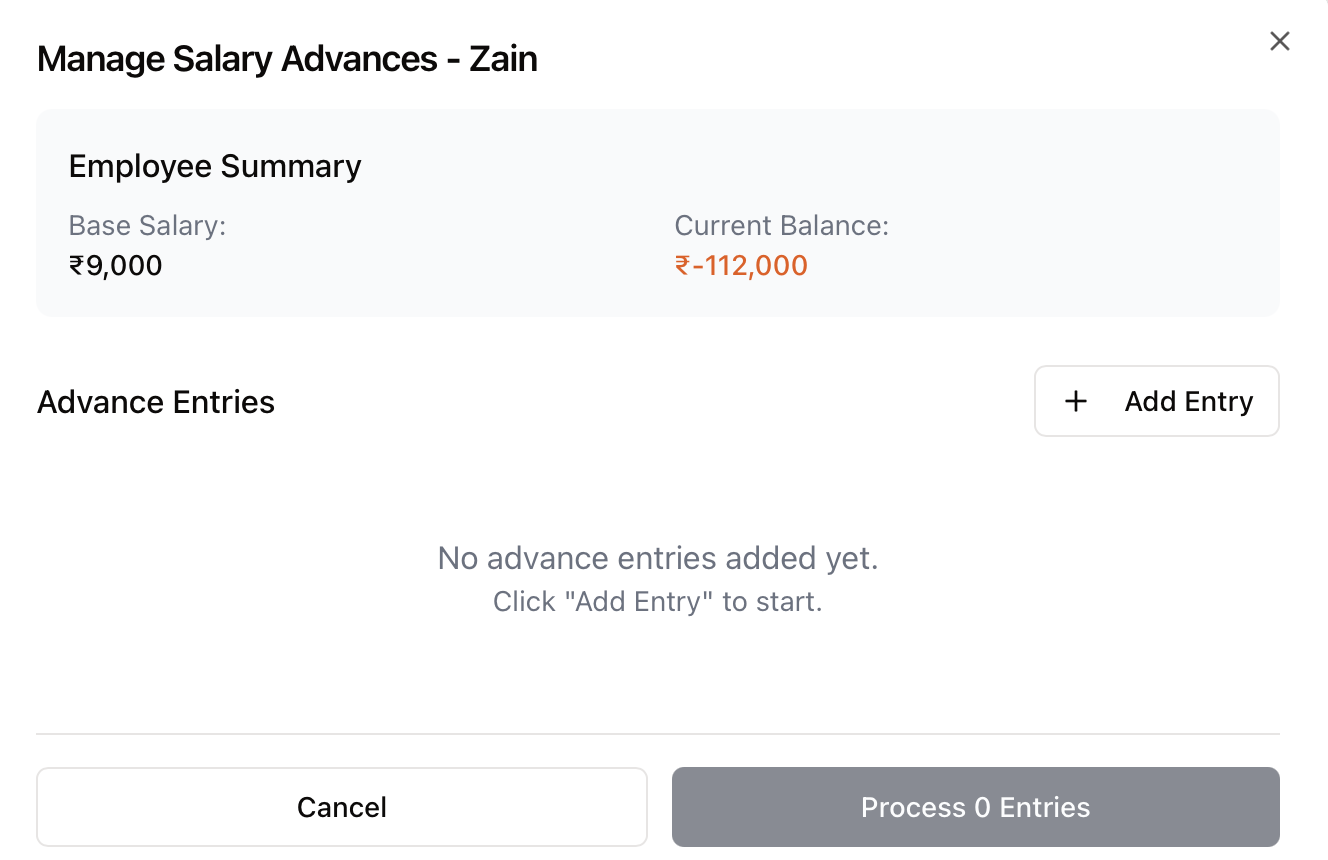 Manage Salary Advances - Zain
Employee Summary
Base Salary:
₹9,000
Current Balance:
₹-112,000
Advance Entries
+ Add Entry
No advance entries added yet.
Click "Add Entry" to start.
Cancel
Process 0 Entries